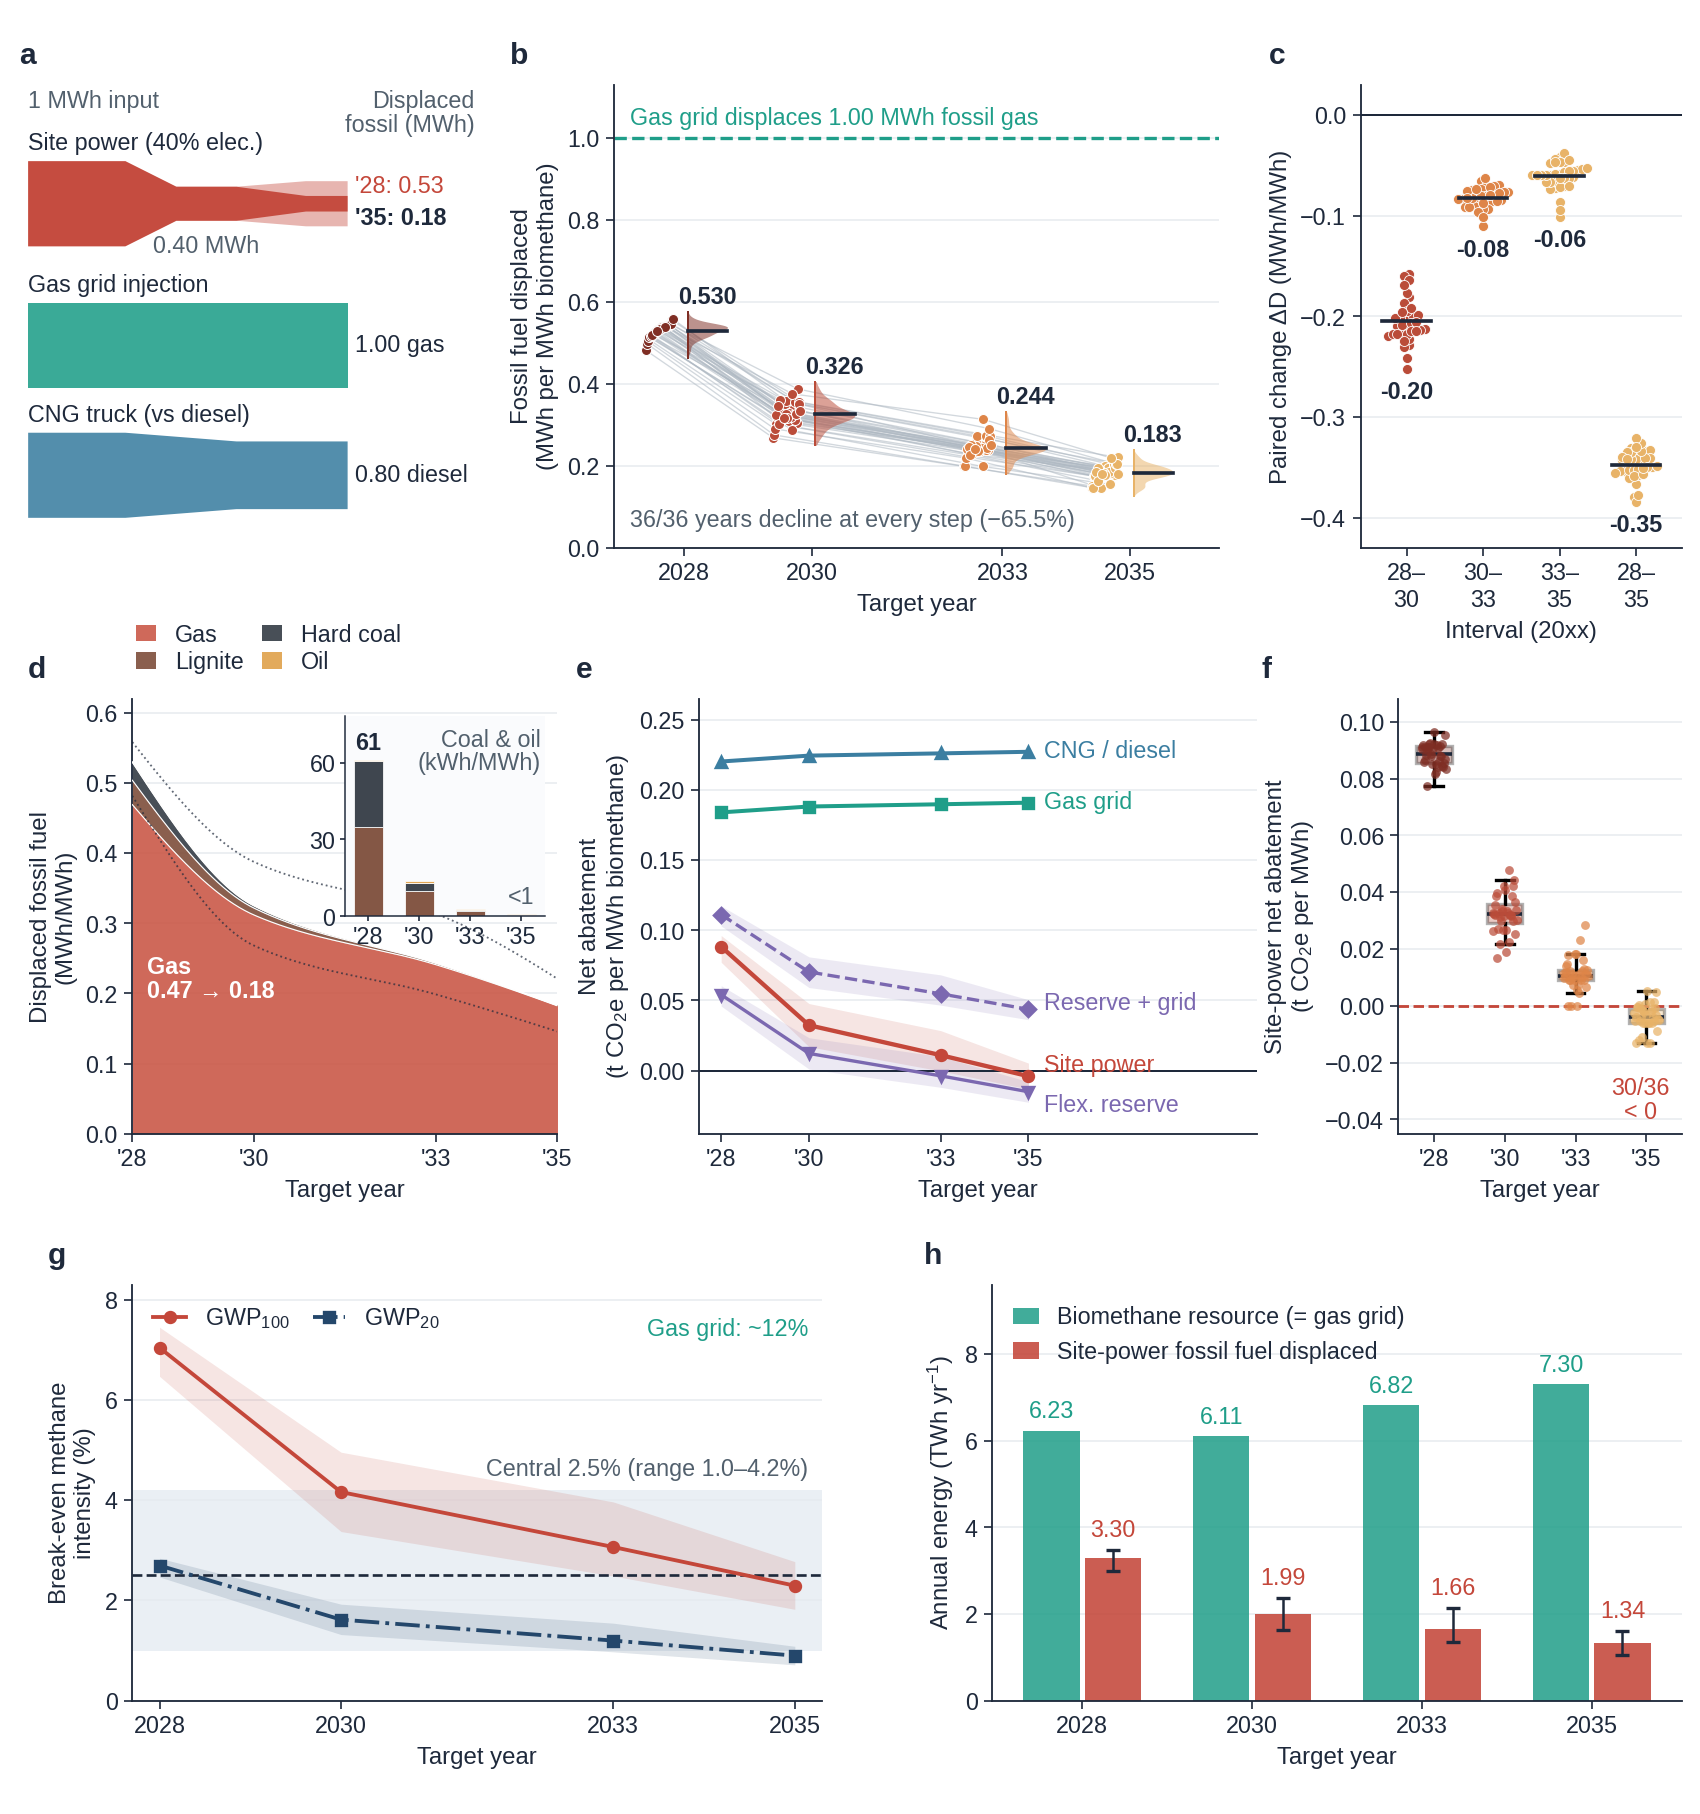 a
1 MWh input
Displaced
fossil (MWh)
Site power (40% elec.)
'28: 0.53
'35: 0.18
0.40 MWh
Gas grid injection
1.00 gas
CNG truck (vs diesel)
0.80 diesel
b
Fossil fuel displaced
(MWh per MWh biomethane)
1.0
0.8
0.6
0.4
0.2
0.0
Gas grid displaces 1.00 MWh fossil gas
0.530
0.326
0.244
0.183
36/36 years decline at every step (−65.5%)
2028
2030
2033
2035
Target year
c
Paired change ΔD (MWh/MWh)
0.0
−0.1
−0.2
−0.3
−0.4
-0.20
-0.08
-0.06
-0.35
28–
30
30–
33
33–
35
28–
35
Interval (20xx)
Gas
Hard coal
Lignite
Oil
d
Displaced fossil fuel
(MWh/MWh)
0.6
0.5
0.4
0.3
0.2
0.1
0.0
Gas
0.47 → 0.18
Coal & oil
(kWh/MWh)
60
30
0
61
<1
'28
'30
'33
'35
'28
'30
'33
'35
Target year
e
Net abatement
(t CO₂e per MWh biomethane)
0.25
0.20
0.15
0.10
0.05
0.00
CNG / diesel
Gas grid
Reserve + grid
Site power
Flex. reserve
'28
'30
'33
'35
Target year
f
Site-power net abatement
(t CO₂e per MWh)
0.10
0.08
0.06
0.04
0.02
0.00
−0.02
−0.04
30/36
< 0
'28
'30
'33
'35
Target year
g
Break-even methane
intensity (%)
8
6
4
2
0
GWP₁₀₀
GWP₂₀
Gas grid: ~12%
Central 2.5% (range 1.0–4.2%)
2028
2030
2033
2035
Target year
h
Annual energy (TWh yr⁻¹)
8
6
4
2
0
Biomethane resource (= gas grid)
Site-power fossil fuel displaced
6.23
3.30
6.11
1.99
6.82
1.66
7.30
1.34
2028
2030
2033
2035
Target year